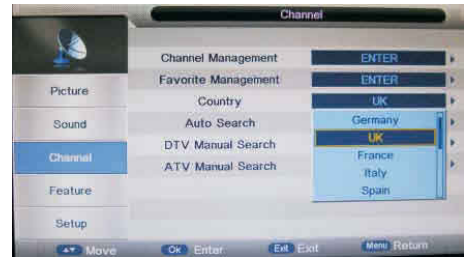 Channel
Channel Management ENTER
Favorite Management ENTER
Picture
Country UK
Sound
Auto Search Germany
DTV Manual Search UK
Channel
ATV Manual Search France
Italy
Feature
Spain
Setup
Move Ok Enter Exit Exit Menu Return